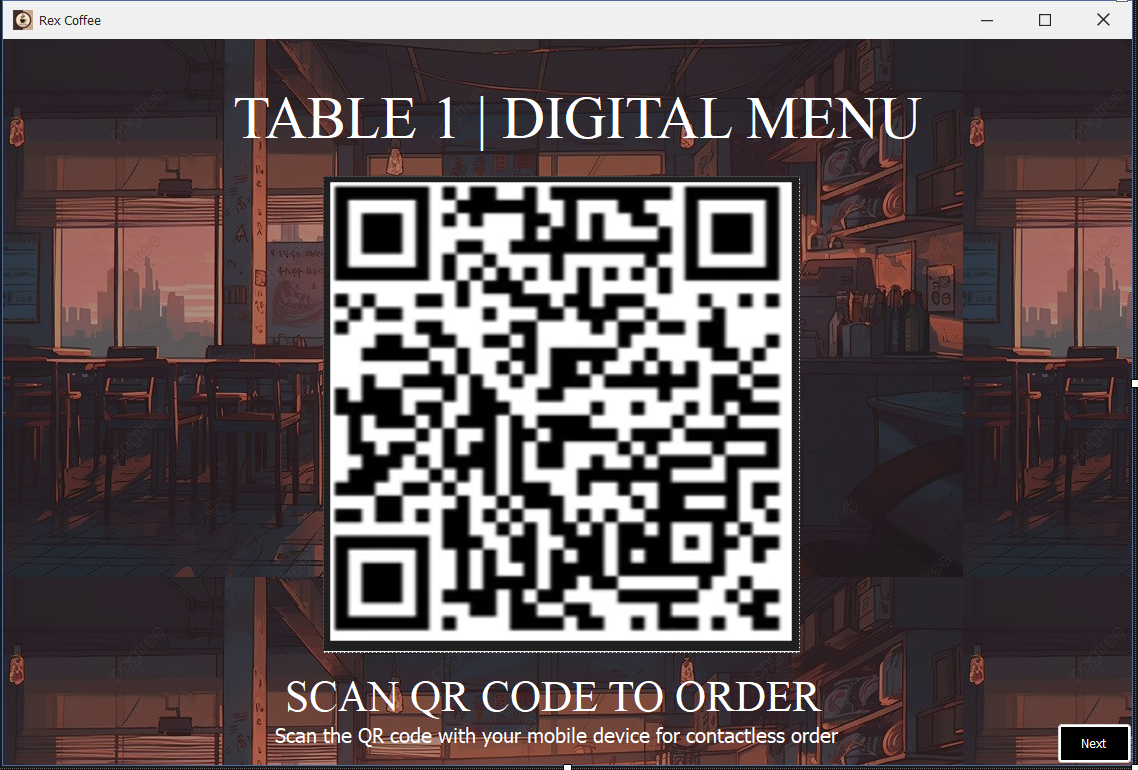 Rex Coffee
TABLE 1 | DIGITAL MENU
SCAN QR CODE TO ORDER
Scan the QR code with your mobile device for contactless order
Next